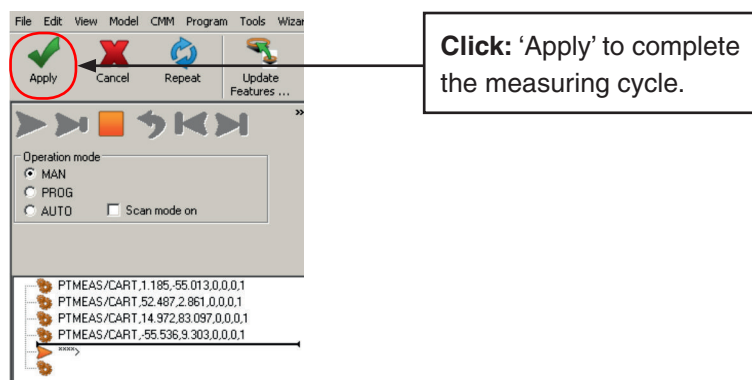 File Edit View Model CMM Program Tools Wizar
Apply Cancel Repeat Update
Features ...
Click: ‘Apply’ to complete
the measuring cycle.
»
Operation mode
MAN
PROG
AUTO Scan mode on
PTMEAS/CART,1.185,-55.013,0,0,0,1
PTMEAS/CART,52.487,2.861,0,0,0,1
PTMEAS/CART,14.972,83.097,0,0,0,1
PTMEAS/CART,-55.536,9.303,0,0,0,1
****>